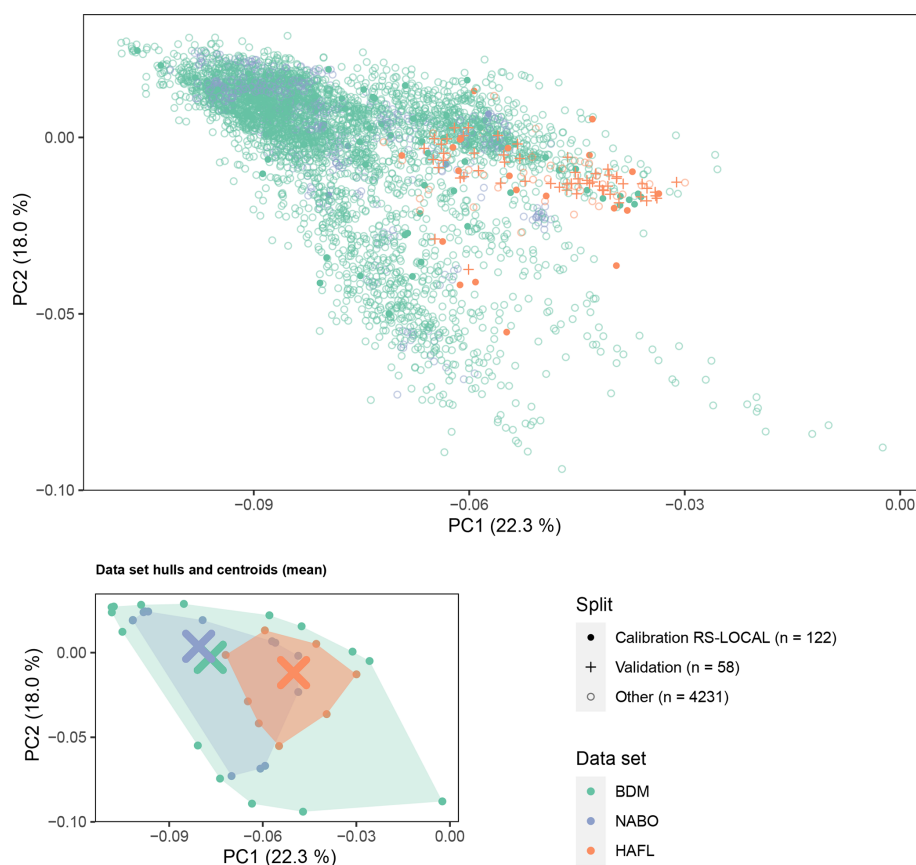 0.00
−0.05
−0.10
PC2 (18.0 %)
−0.09
−0.06
−0.03
0.00
PC1 (22.3 %)
Data set hulls and centroids (mean)
0.00
−0.05
−0.10
PC2 (18.0 %)
−0.09
−0.06
−0.03
0.00
PC1 (22.3 %)
Split
Calibration RS-LOCAL (n = 122)
Validation (n = 58)
Other (n = 4231)
Data set
BDM
NABO
HAFL